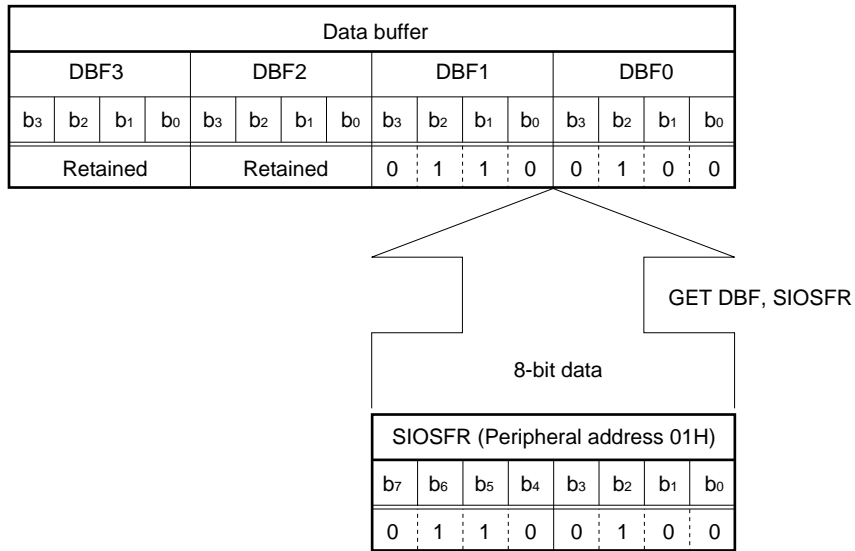 Data buffer
DBF3 DBF2 DBF1 DBF0
b3 b2 b1 b0 b3 b2 b1 b0 b3 b2 b1 b0 b3 b2 b1 b0
Retained Retained 0 1 1 0 0 1 0 0
GET DBF, SIOSFR
8-bit data
SIOSFR (Peripheral address 01H)
b7 b6 b5 b4 b3 b2 b1 b0
0 1 1 0 0 1 0 0